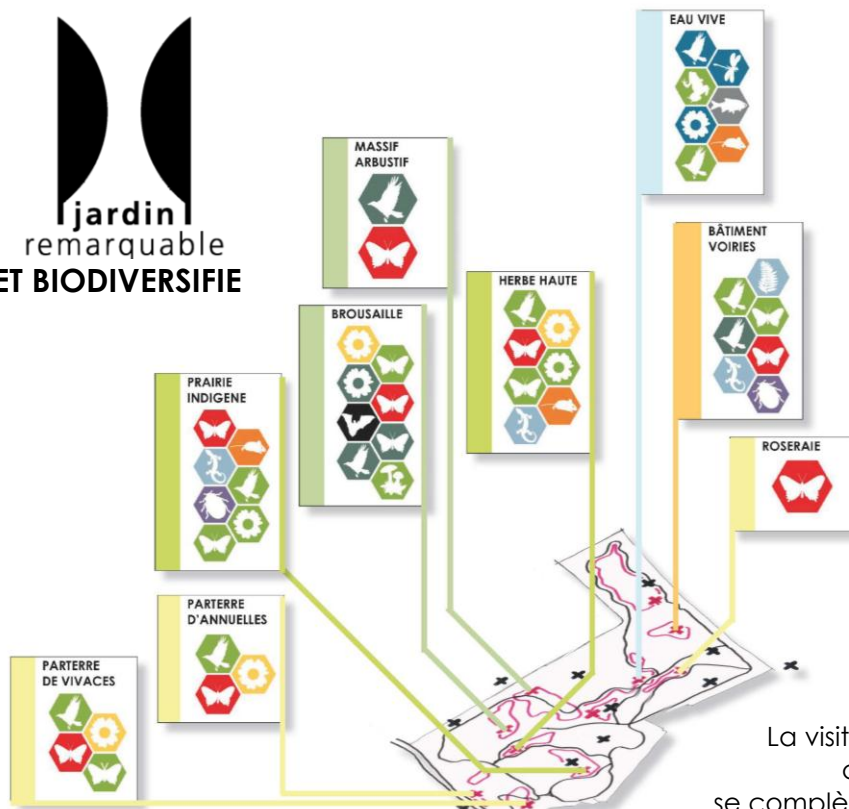 jardin
remarquable
ET BIODIVERSIFIE
EAU VIVE
MASSIF
ARBUSTIF
BÂTIMENT
VOIRIES
HERBE HAUTE
BROUSAILLE
PRAIRIE
INDIGENE
ROSERAIE
PARTERRE
D'ANNUELLES
PARTERRE
DE VIVACES
La visit
se complè